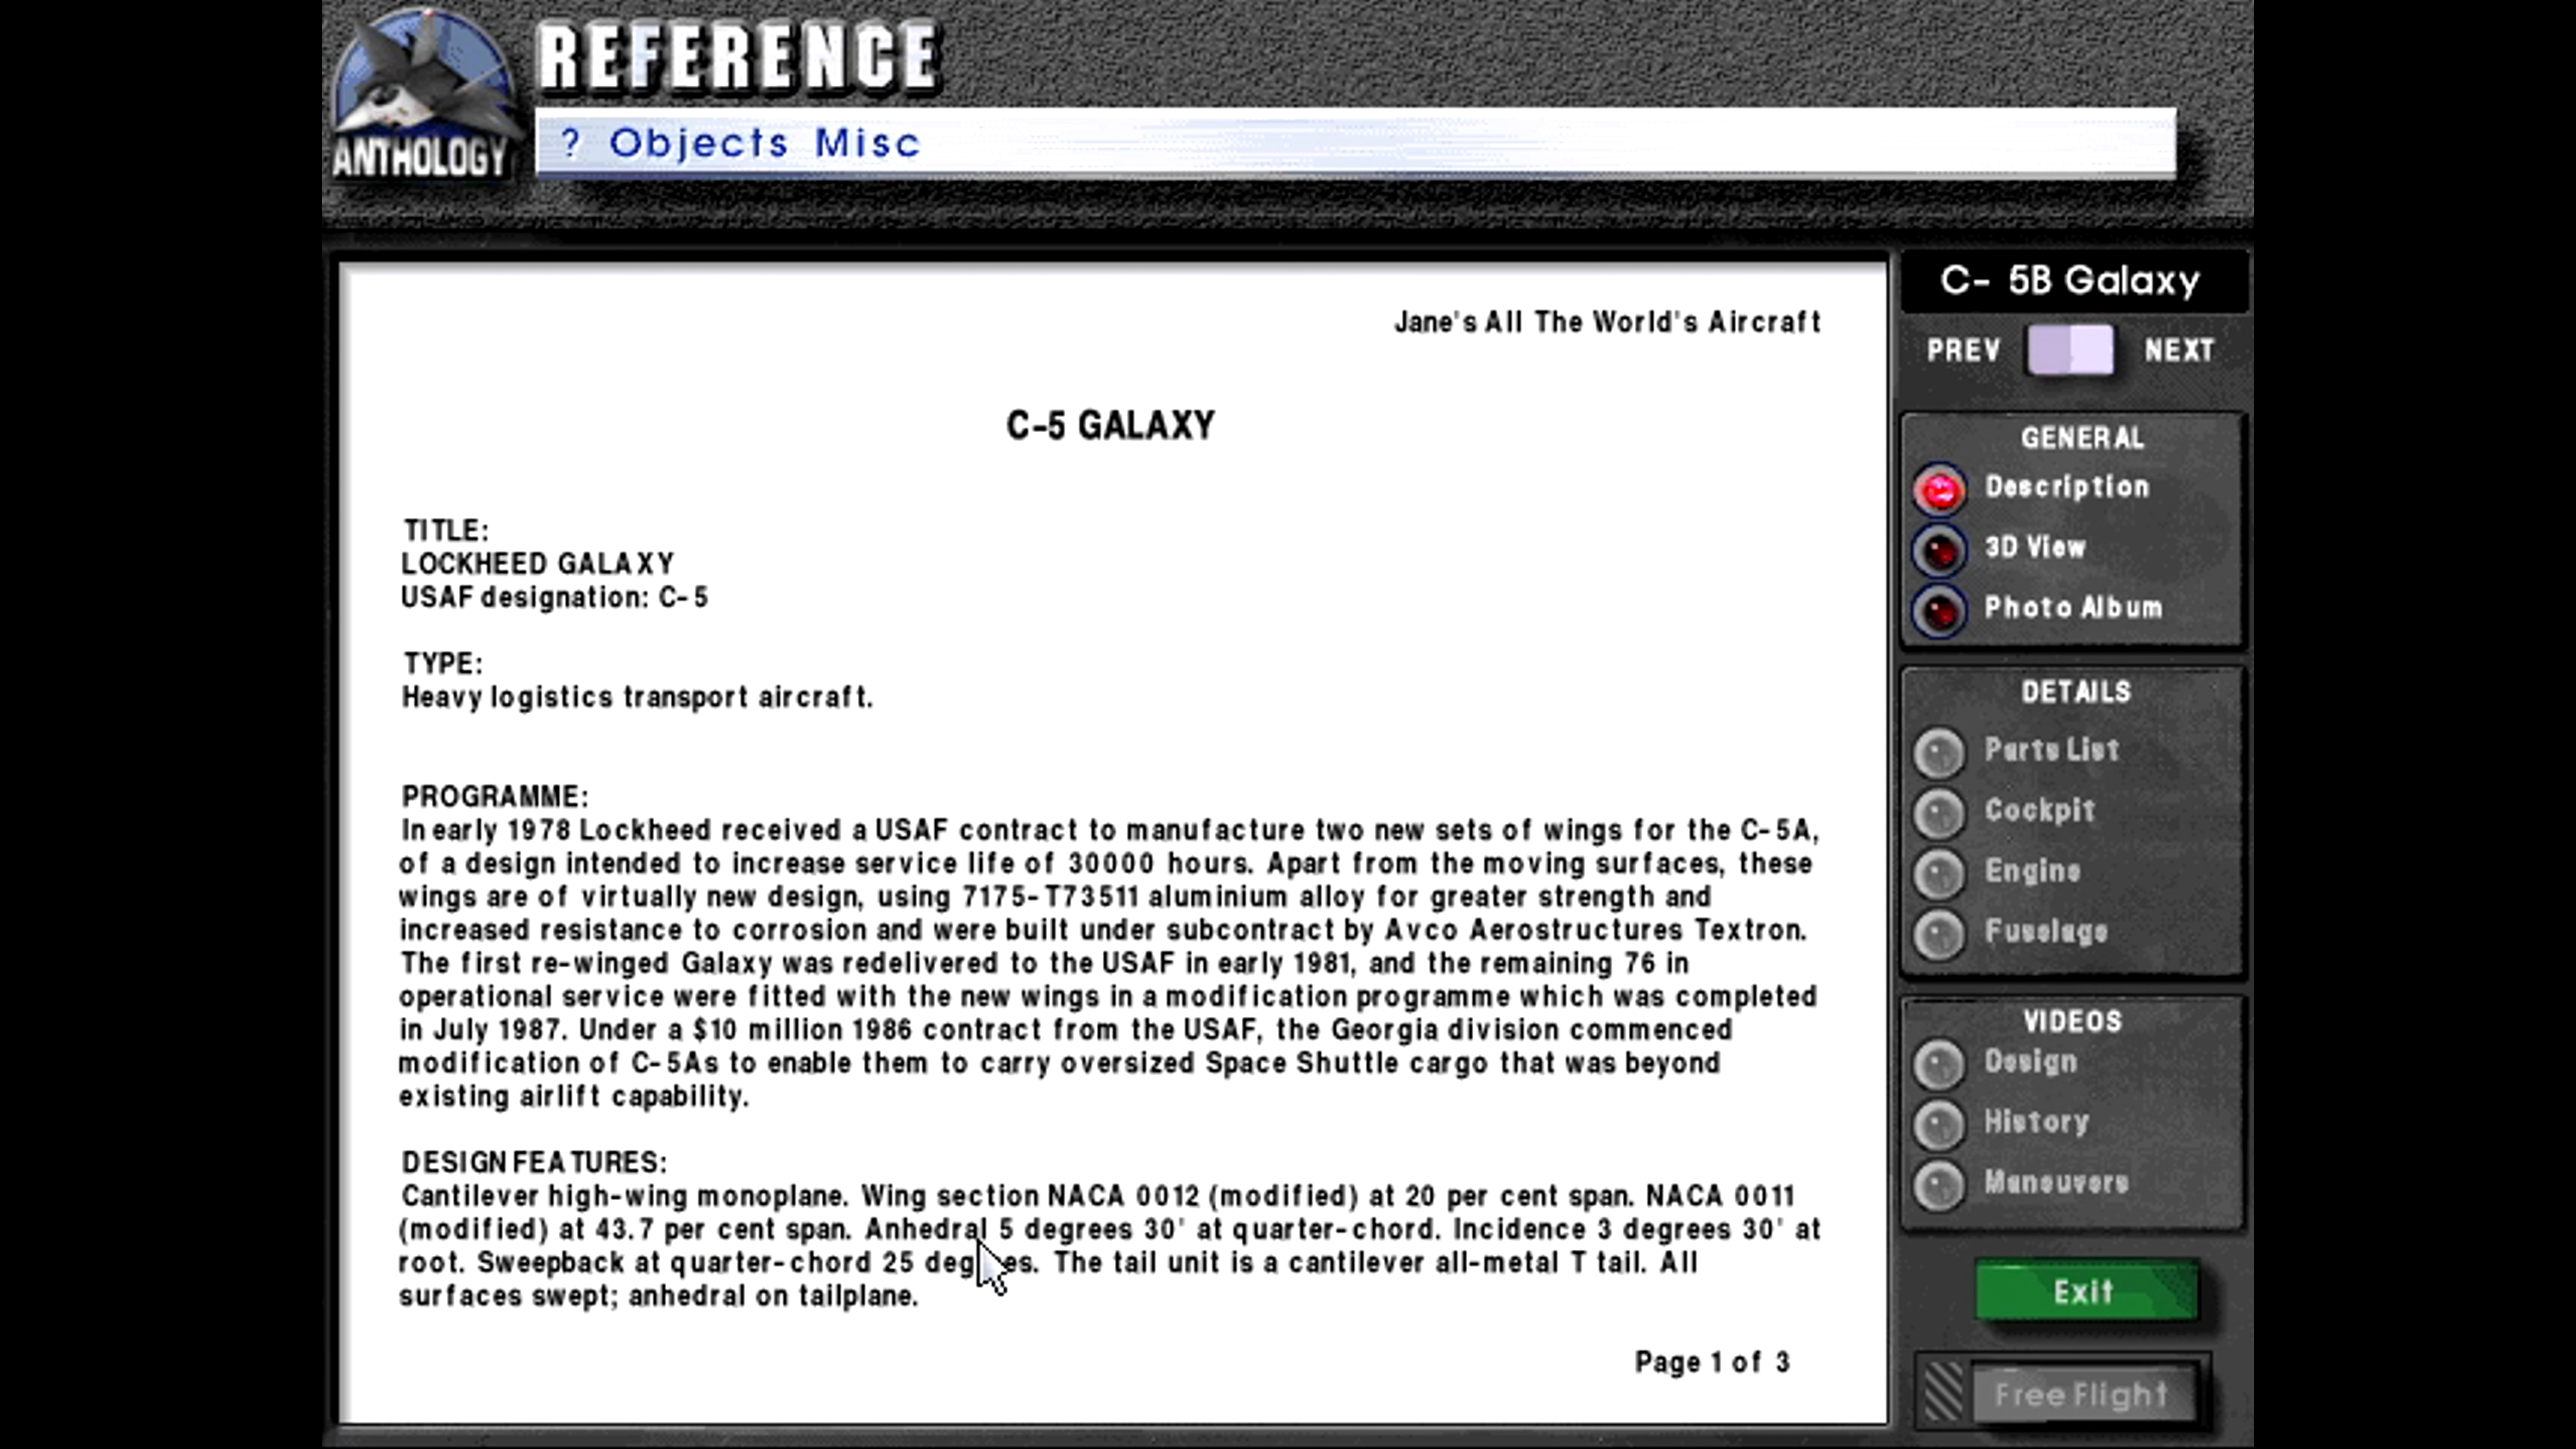 REFERENCE
ANTHOLOGY
? Objects Misc
Jane's All The World's Aircraft
C-5 GALAXY
TITLE:
LOCKHEED GALAXY
USAF designation: C-5
TYPE:
Heavy logistics transport aircraft.
PROGRAMME:
In early 1978 Lockheed received a USAF contract to manufacture two new sets of wings for the C-5A,
of a design intended to increase service life of 30000 hours. Apart from the moving surfaces, these
wings are of virtually new design, using 7175-T73511 aluminium alloy for greater strength and
increased resistance to corrosion and were built under subcontract by Avco Aerostructures Textron.
The first re-winged Galaxy was redelivered to the USAF in early 1981, and the remaining 76 in
operational service were fitted with the new wings in a modification programme which was completed
in July 1987. Under a $10 million 1986 contract from the USAF, the Georgia division commenced
modification of C-5As to enable them to carry oversized Space Shuttle cargo that was beyond
existing airlift capability.
DESIGN FEATURES:
Cantilever high-wing monoplane. Wing section NACA 0012 (modified) at 20 per cent span. NACA 0011
(modified) at 43.7 per cent span. Anhedral 5 degrees 30' at quarter-chord. Incidence 3 degrees 30' at
root. Sweepback at quarter-chord 25 degrees. The tail unit is a cantilever all-metal T tail. All
surfaces swept; anhedral on tailplane.
Page 1 of 3
C- 5B Galaxy
PREV NEXT
GENERAL
Description
3D View
Photo Album
DETAILS
Parts List
Cockpit
Engine
Fuselage
VIDEOS
Design
History
Maneuvers
Exit
Free Flight